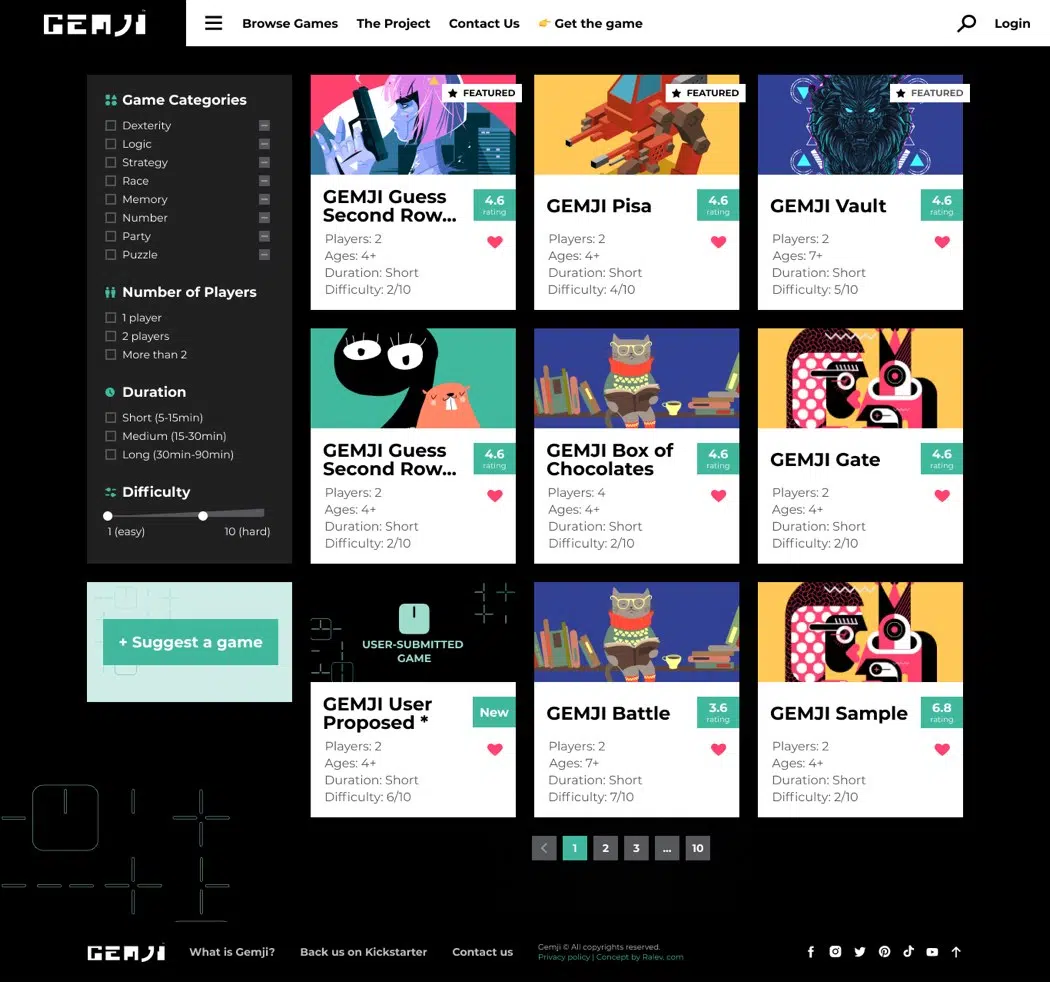 GEMJI
Browse Games
The Project
Contact Us
👉 Get the game
Login
Game Categories
Dexterity
Logic
Strategy
Race
Memory
Number
Party
Puzzle
Number of Players
1 player
2 players
More than 2
Duration
Short (5-15min)
Medium (15-30min)
Long (30min-90min)
Difficulty
1 (easy)
10 (hard)
+ Suggest a game
FEATURED
GEMJI Guess
Second Row...
4.6
rating
Players: 2
Ages: 4+
Duration: Short
Difficulty: 2/10
FEATURED
GEMJI Pisa
4.6
rating
Players: 2
Ages: 4+
Duration: Short
Difficulty: 4/10
FEATURED
GEMJI Vault
4.6
rating
Players: 2
Ages: 7+
Duration: Short
Difficulty: 5/10
GEMJI Guess
Second Row...
4.6
rating
Players: 2
Ages: 4+
Duration: Short
Difficulty: 2/10
GEMJI Box of
Chocolates
4.6
rating
Players: 4
Ages: 4+
Duration: Short
Difficulty: 2/10
GEMJI Gate
4.6
rating
Players: 2
Ages: 4+
Duration: Short
Difficulty: 2/10
USER-SUBMITTED
GAME
GEMJI User
Proposed *
New
Players: 2
Ages: 4+
Duration: Short
Difficulty: 6/10
GEMJI Battle
3.6
rating
Players: 2
Ages: 7+
Duration: Short
Difficulty: 7/10
GEMJI Sample
6.8
rating
Players: 2
Ages: 4+
Duration: Short
Difficulty: 2/10
1
2
3
...
10
GEMJI
What is Gemji?
Back us on Kickstarter
Contact us
Gemji © All copyrights reserved.
Privacy policy | Concept by Ralev. com